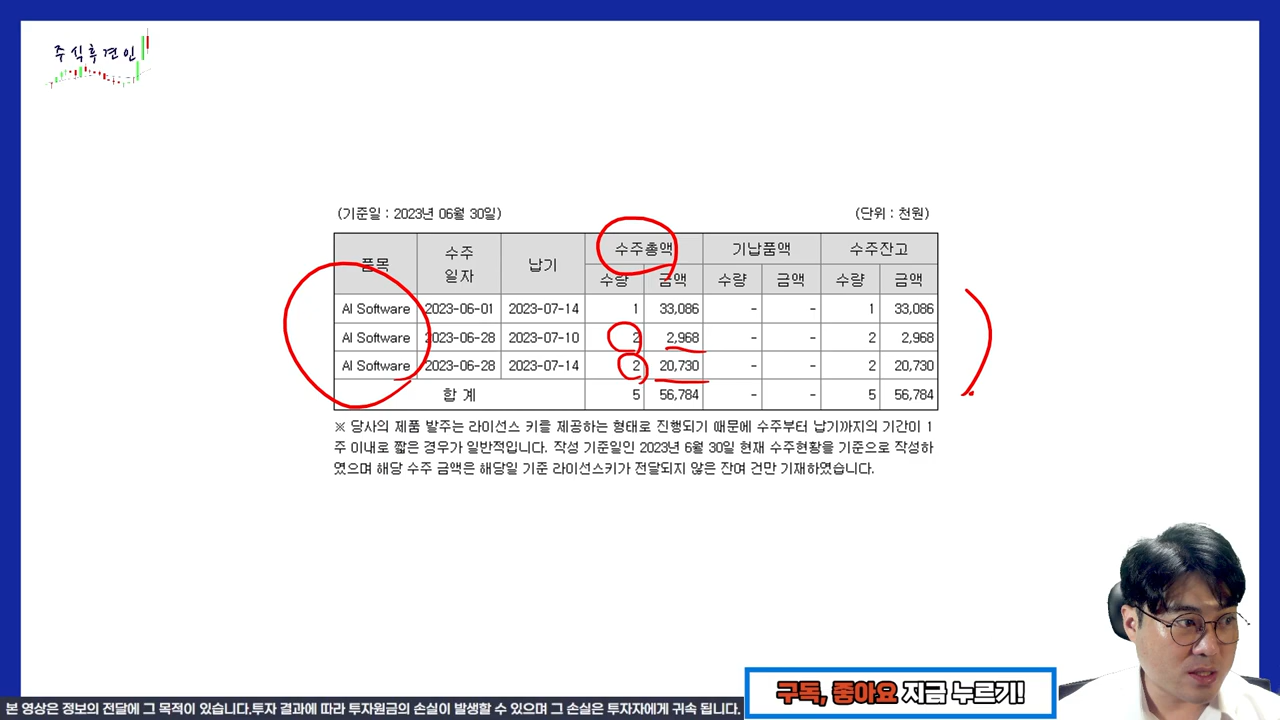 주식후견인
(기준일 : 2023년 06월 30일) (단위 : 천원)
품목 수주 일자 납기 수주총액 기납품액 수주잔고
수량 금액 수량 금액 수량 금액
AI Software 2023-06-01 2023-07-14 1 33,086 - - 1 33,086
AI Software 2023-06-28 2023-07-10 2 2,968 - - 2 2,968
AI Software 2023-06-28 2023-07-14 2 20,730 - - 2 20,730
합 계 5 56,784 - - 5 56,784
※ 당사의 제품 발주는 라이선스 키를 제공하는 형태로 진행되기 때문에 수주부터 납기까지의 기간이 1
주 이내로 짧은 경우가 일반적입니다. 작성 기준일인 2023년 6월 30일 현재 수주현황을 기준으로 작성하
였으며 해당 수주 금액은 해당일 기준 라이선스키가 전달되지 않은 잔여 건만 기재하였습니다.
구독, 좋아요 지금 누르기!
본 영상은 정보의 전달에 그 목적이 있습니다.투자 결과에 따라 투자원금의 손실이 발생할 수 있으며 그 손실은 투자자에게 귀속 됩니다.